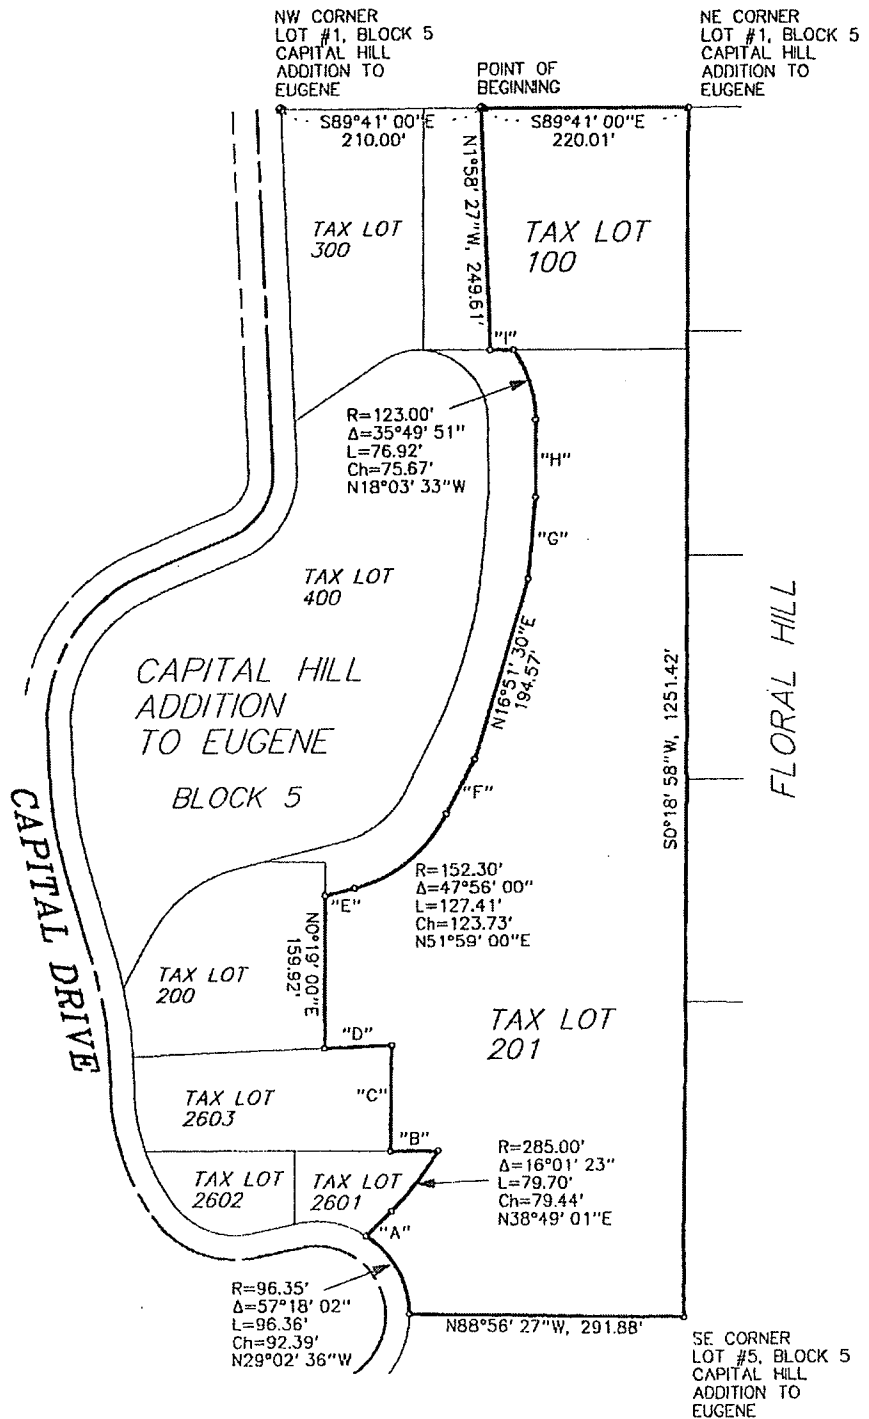 NW CORNER
LOT #1, BLOCK 5
CAPITAL HILL
ADDITION TO
EUGENE
POINT OF
BEGINNING
NE CORNER
LOT #1, BLOCK 5
CAPITAL HILL
ADDITION TO
EUGENE
S89°41' 00"E
210.00'
S89°41' 00"E
220.01'
N1°58' 27"W, 249.61'
TAX LOT
300
TAX LOT
100
"I"
R=123.00'
Δ=35°49' 51"
L=76.92'
Ch=75.67'
N18°03' 33"W
"H"
"G"
TAX LOT
400
N16°51' 30"E
194.57'
CAPITAL HILL
ADDITION
TO EUGENE
BLOCK 5
FLORAL HILL
S0°18' 58"W, 1251.42'
"F"
CAPITAL DRIVE
R=152.30'
Δ=47°56' 00"
L=127.41'
Ch=123.73'
N51°59' 00"E
"E"
N0°19' 00"E
159.92'
TAX LOT
200
TAX LOT
201
"D"
"C"
TAX LOT
2603
"B"
R=285.00'
Δ=16°01' 23"
L=79.70'
Ch=79.44'
N38°49' 01"E
TAX LOT
2602
TAX LOT
2601
"A"
R=96.35'
Δ=57°18' 02"
L=96.36'
Ch=92.39'
N29°02' 36"W
N88°56' 27"W, 291.88'
SE CORNER
LOT #5, BLOCK 5
CAPITAL HILL
ADDITION TO
EUGENE